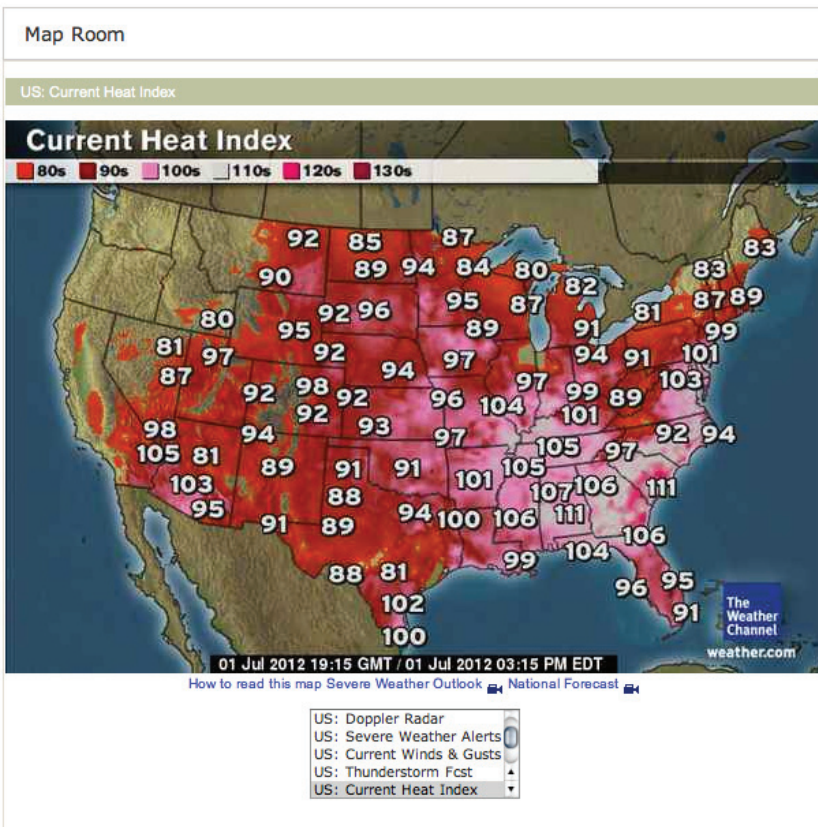 Map Room
US: Current Heat Index
Current Heat Index
80s 90s 100s 110s 120s 130s
92 85 87 83
90 89 94 84 80 82 83
80 92 96 95 87 81 87 89
95 89 91 99
81 97 92 94 97 94 91 101
87 98 97 103
92 92 92 96 104 99 89
98 94 93 97 101 92 94
105 81 89 91 91 105 97
103 88 101 105 107 106 111
95 91 89 94 100 106 111 106
88 81 99 104 96 95
102 91
100
The
Weather
Channel
weather.com
01 Jul 2012 19:15 GMT / 01 Jul 2012 03:15 PM EDT
How to read this map Severe Weather Outlook National Forecast
US: Doppler Radar
US: Severe Weather Alerts
US: Current Winds & Gusts
US: Thunderstorm Fcst
US: Current Heat Index